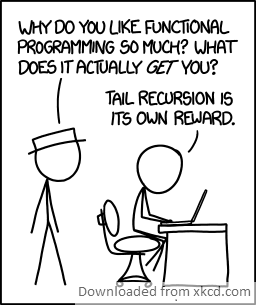 WHY DO YOU LIKE FUNCTIONAL
PROGRAMMING SO MUCH? WHAT
DOES IT ACTUALLY GET YOU?
TAIL RECURSION IS
ITS OWN REWARD.
Downloaded from xkcd.com